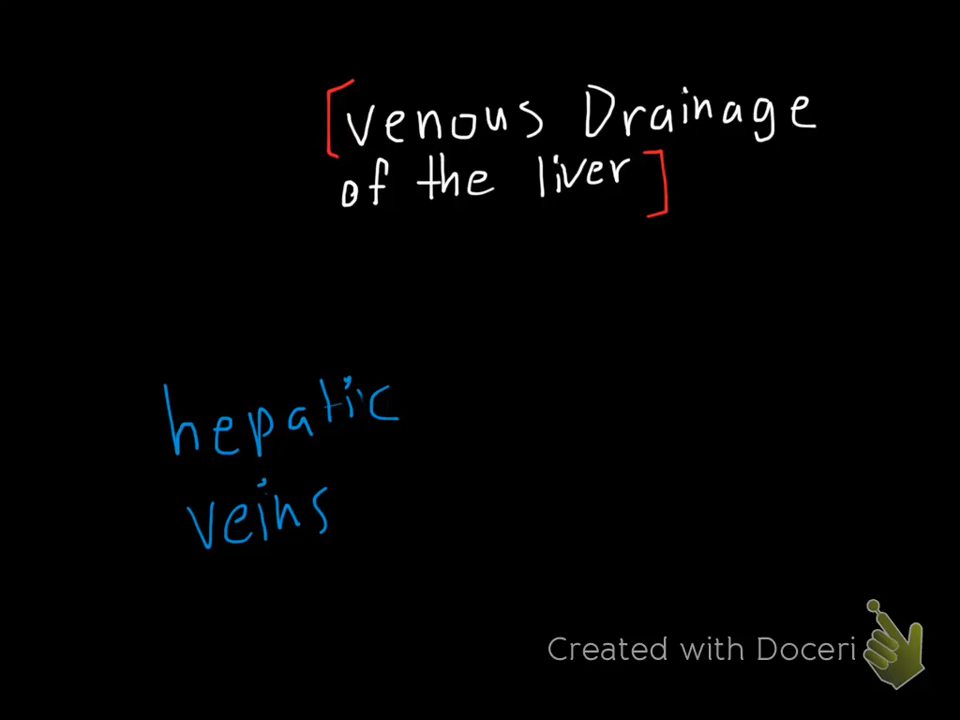 [venous Drainage
of the liver]
hepatic
veins
Created with Doceri